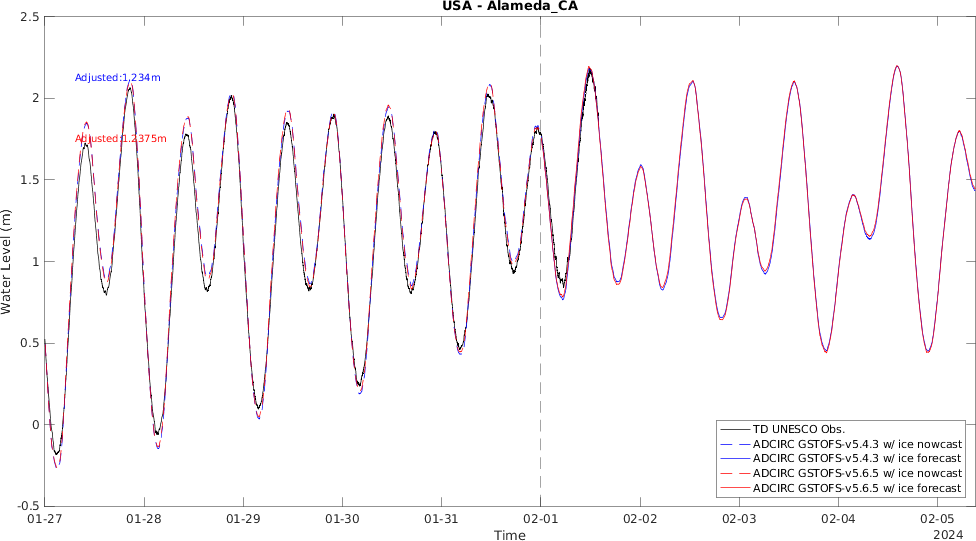 USA - Alameda_CA
2.5
2
1.5
1
0.5
0
-0.5
Water Level (m)
Adjusted:1.234m
Adjusted:1.2375m
TD UNESCO Obs.
ADCIRC GSTOFS-v5.4.3 w/ ice nowcast
ADCIRC GSTOFS-v5.4.3 w/ ice forecast
ADCIRC GSTOFS-v5.6.5 w/ ice nowcast
ADCIRC GSTOFS-v5.6.5 w/ ice forecast
01-27 01-28 01-29 01-30 01-31 02-01 02-02 02-03 02-04 02-05
Time
2024